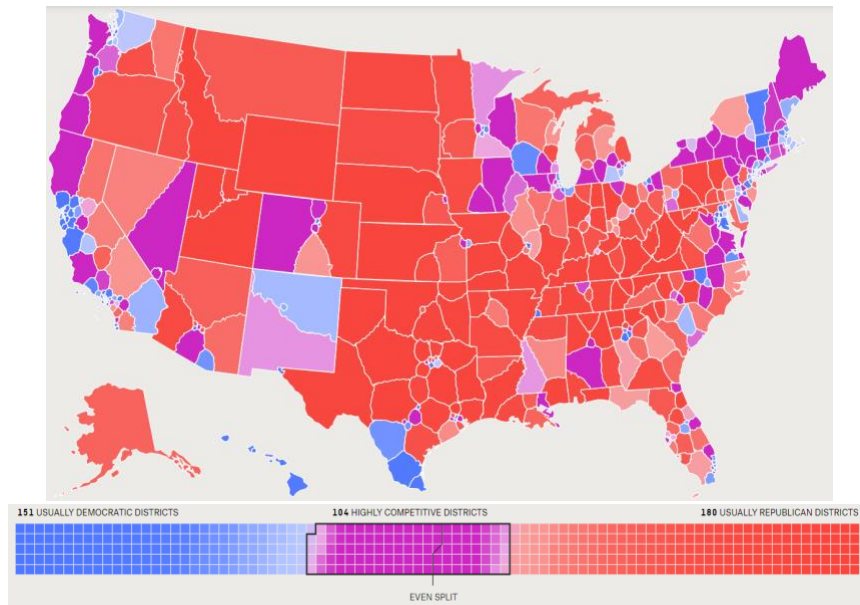 151 USUALLY DEMOCRATIC DISTRICTS
104 HIGHLY COMPETITIVE DISTRICTS
180 USUALLY REPUBLICAN DISTRICTS
EVEN SPLIT